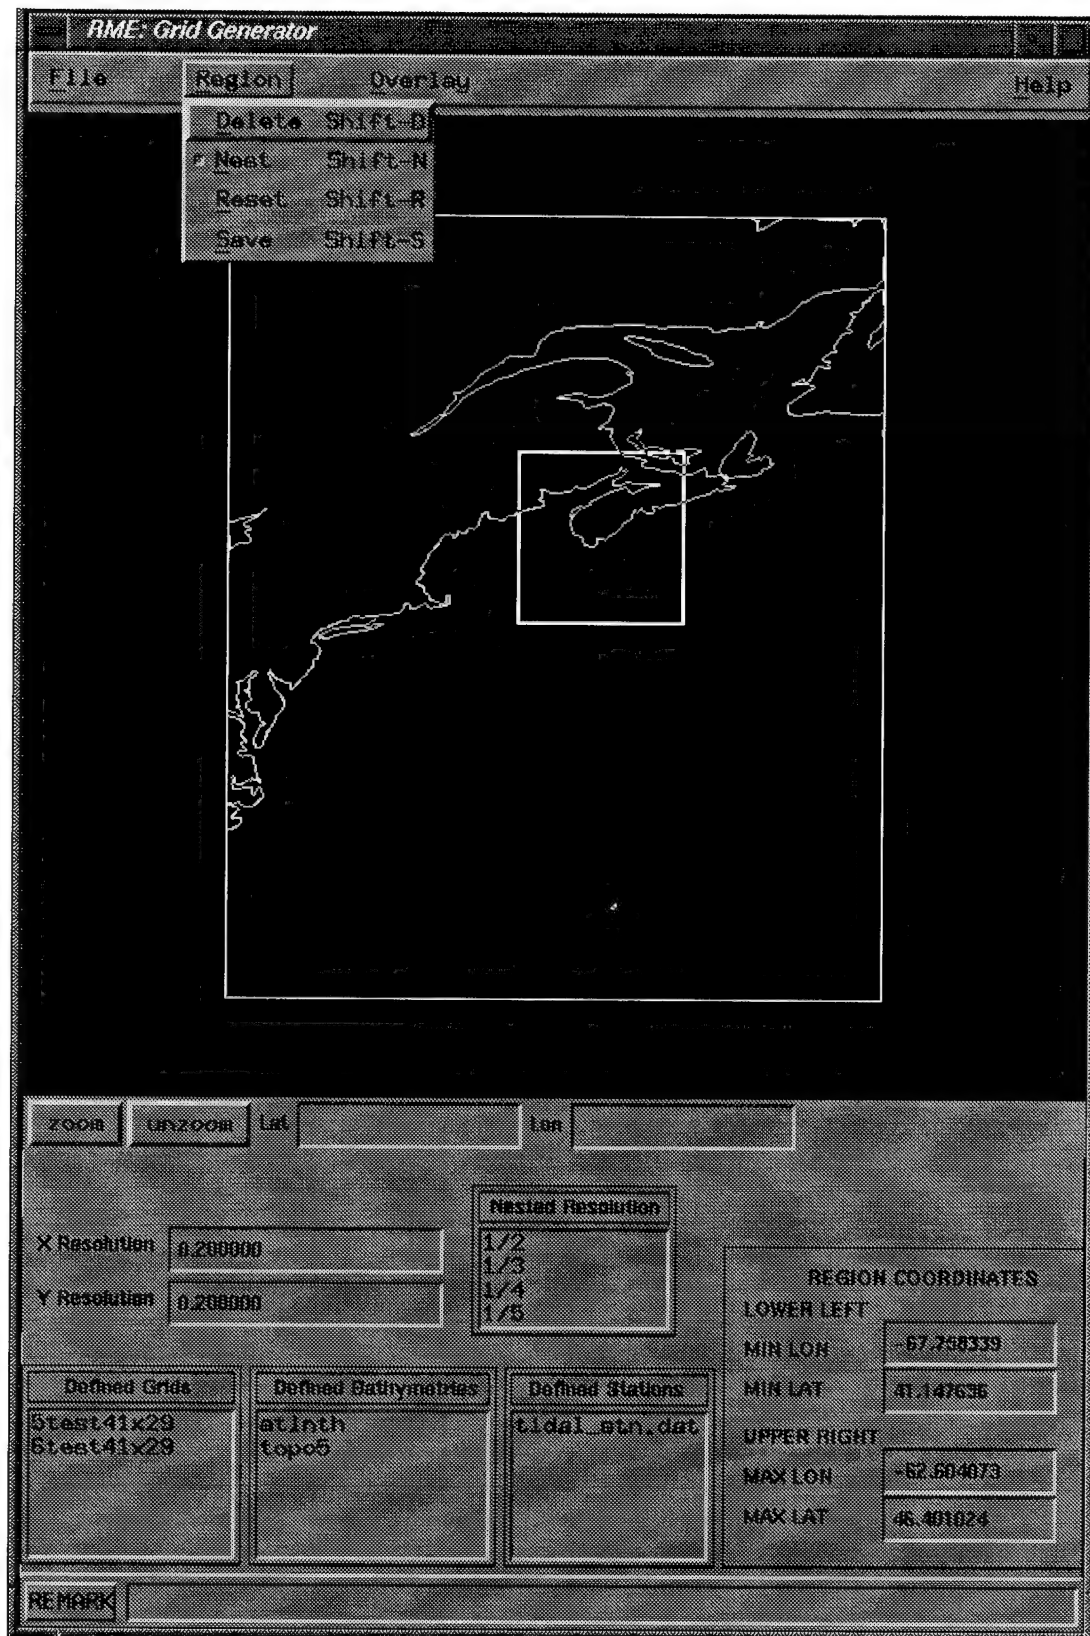 RME: Grid Generator
File Region Overlay Help
Delete Shift-D
Nest Shift-N
Reset Shift-R
Save Shift-S
zoom unzoom Lat Lon
Nested Resolution
1/2
1/3
1/4
1/5
X Resolution 0.200000
Y Resolution 0.200000
REGION COORDINATES
LOWER LEFT
MIN LON -67.758339
MIN LAT 41.147636
UPPER RIGHT
MAX LON -62.604073
MAX LAT 46.401024
Defined Grids
5test41x29
6test41x29
Defined Bathymetries
atlnth
topo5
Defined Stations
tidal_stn.dat
REMARK